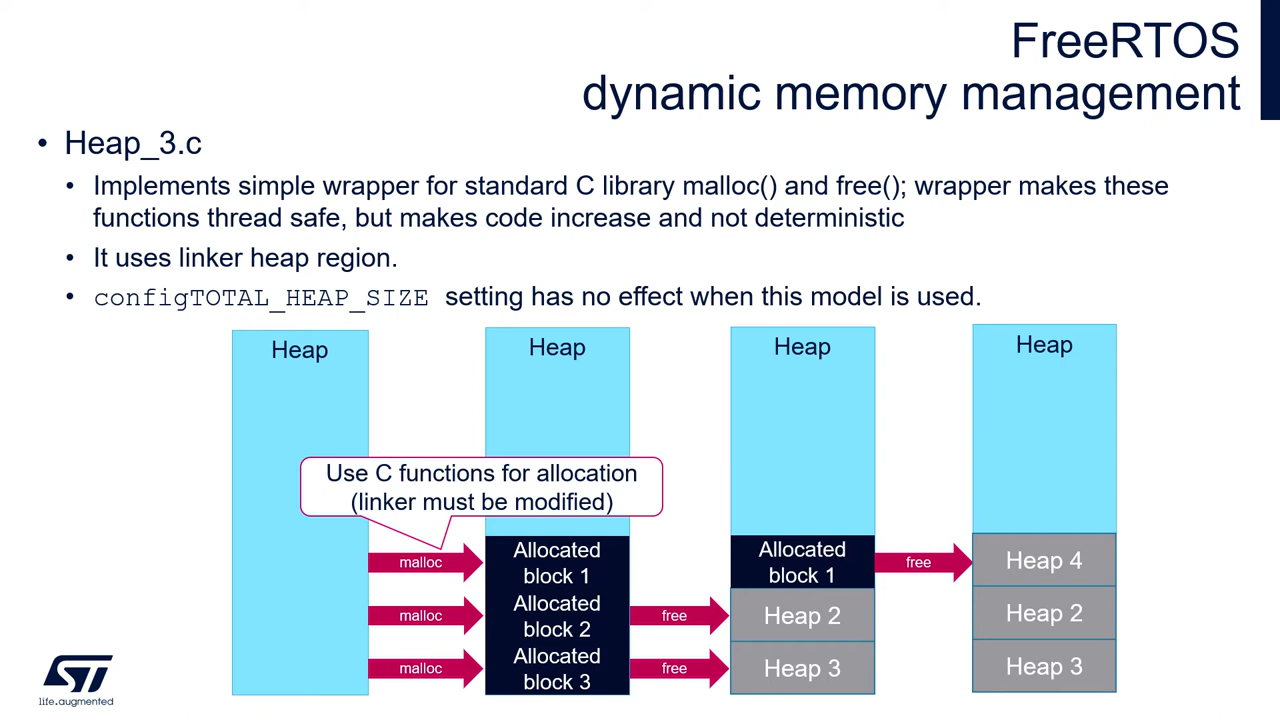 FreeRTOS
dynamic memory management
• Heap_3.c
• Implements simple wrapper for standard C library malloc() and free(); wrapper makes these
functions thread safe, but makes code increase and not deterministic
• It uses linker heap region.
• configTOTAL_HEAP_SIZE setting has no effect when this model is used.
Heap
Heap
Heap
Heap
Use C functions for allocation
(linker must be modified)
malloc
Allocated
block 1
Allocated
block 1
free
Heap 4
malloc
Allocated
block 2
free
Heap 2
Heap 2
malloc
Allocated
block 3
free
Heap 3
Heap 3
ST
life.augmented